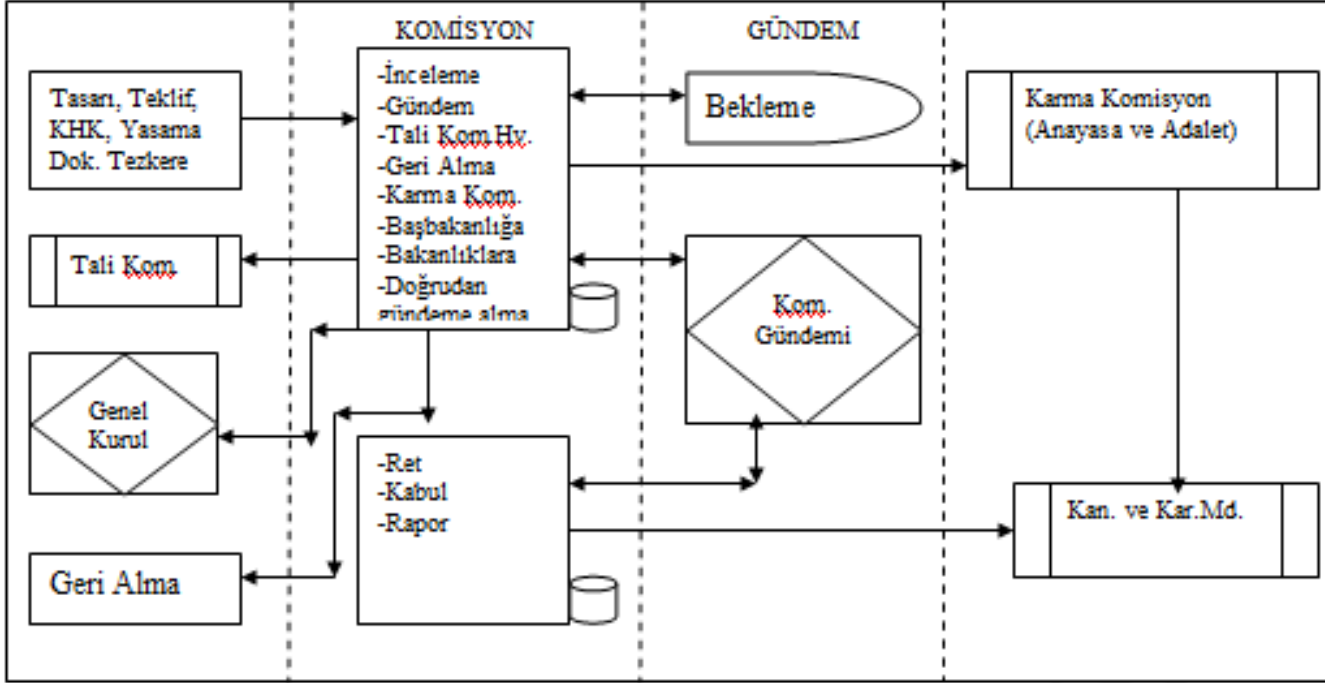 KOMİSYON
GÜNDEM
Tasarı, Teklif,
KHK, Yasama
Dok. Tezkere
-İnceleme
-Gündem
-Tali Kom.Hv.
-Geri Alma
-Karma Kom.
-Başbakanlığa
-Bakanlıklara
-Doğrudan
gündeme alma
Bekleme
Karma Komisyon
(Anayasa ve Adalet)
Tali Kom.
Kom.
Gündemi
Genel
Kurul
-Ret
-Kabul
-Rapor
Kan. ve Kar.Md.
Geri Alma